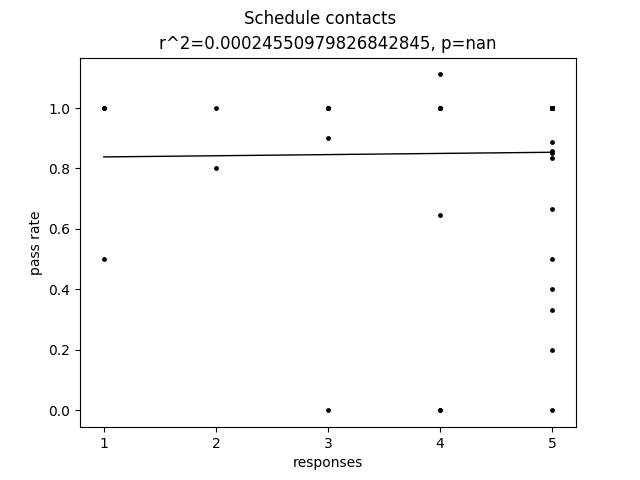 Schedule contacts
r^2=0.00024550979826842845, p=nan
pass rate
1.0
0.8
0.6
0.4
0.2
0.0
1 2 3 4 5
responses